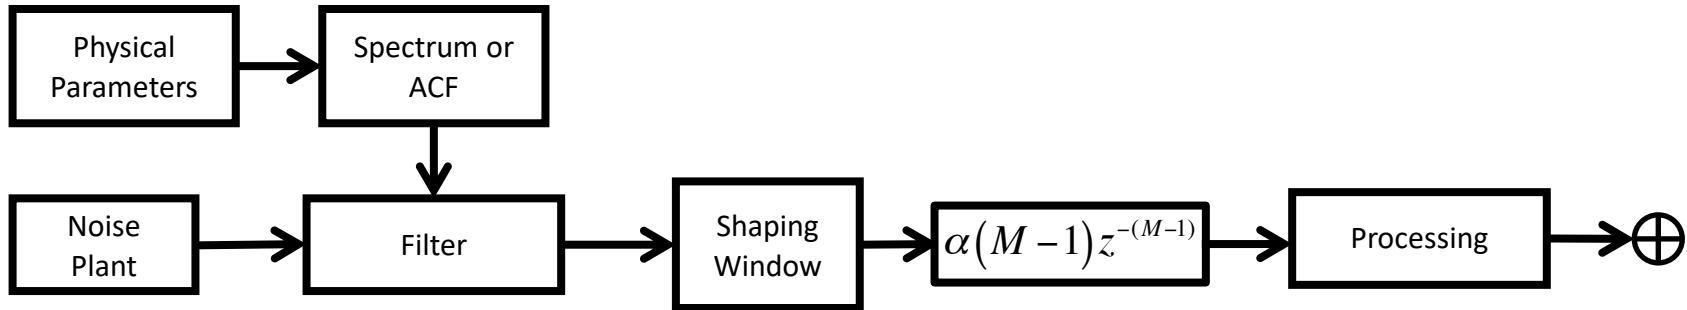 Physical
Parameters
Spectrum or
ACF
Noise
Plant
Filter
Shaping
Window
α(M−1)z^{−(M−1)}
Processing